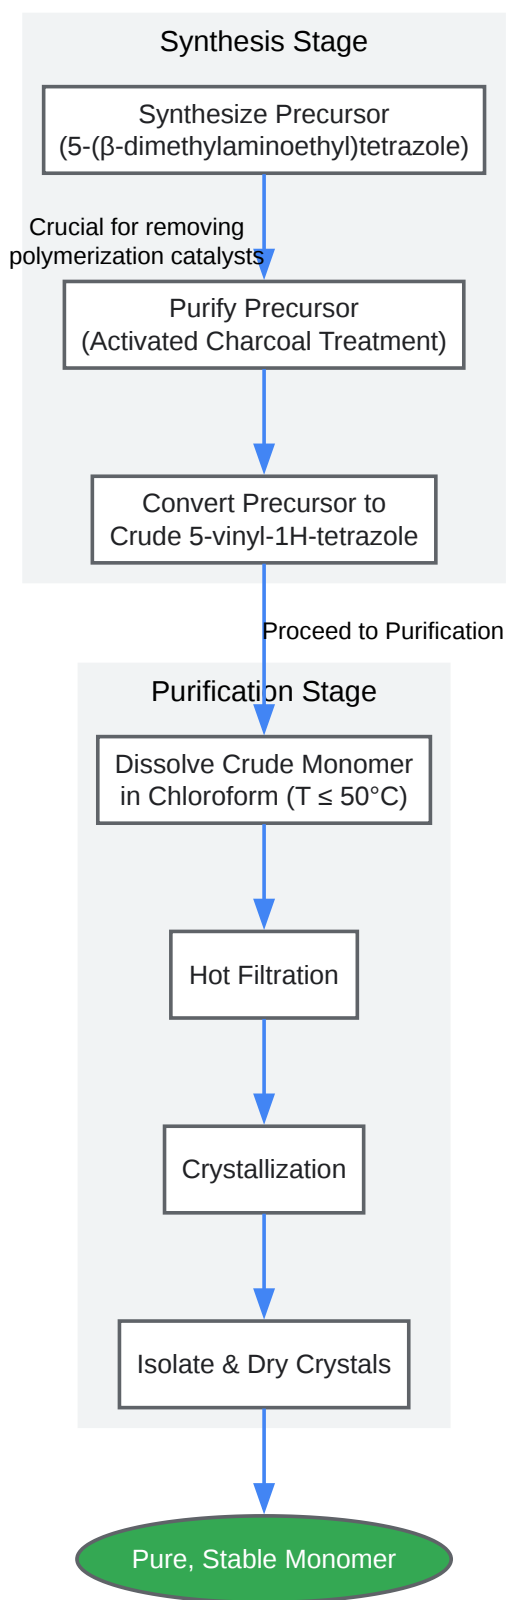 Synthesis Stage
Synthesize Precursor
(5-(β-dimethylaminoethyl)tetrazole)
Crucial for removing
polymerization catalysts
Purify Precursor
(Activated Charcoal Treatment)
Convert Precursor to
Crude 5-vinyl-1H-tetrazole
Proceed to Purification
Purification Stage
Dissolve Crude Monomer
in Chloroform (T ≤ 50°C)
Hot Filtration
Crystallization
Isolate & Dry Crystals
Pure, Stable Monomer